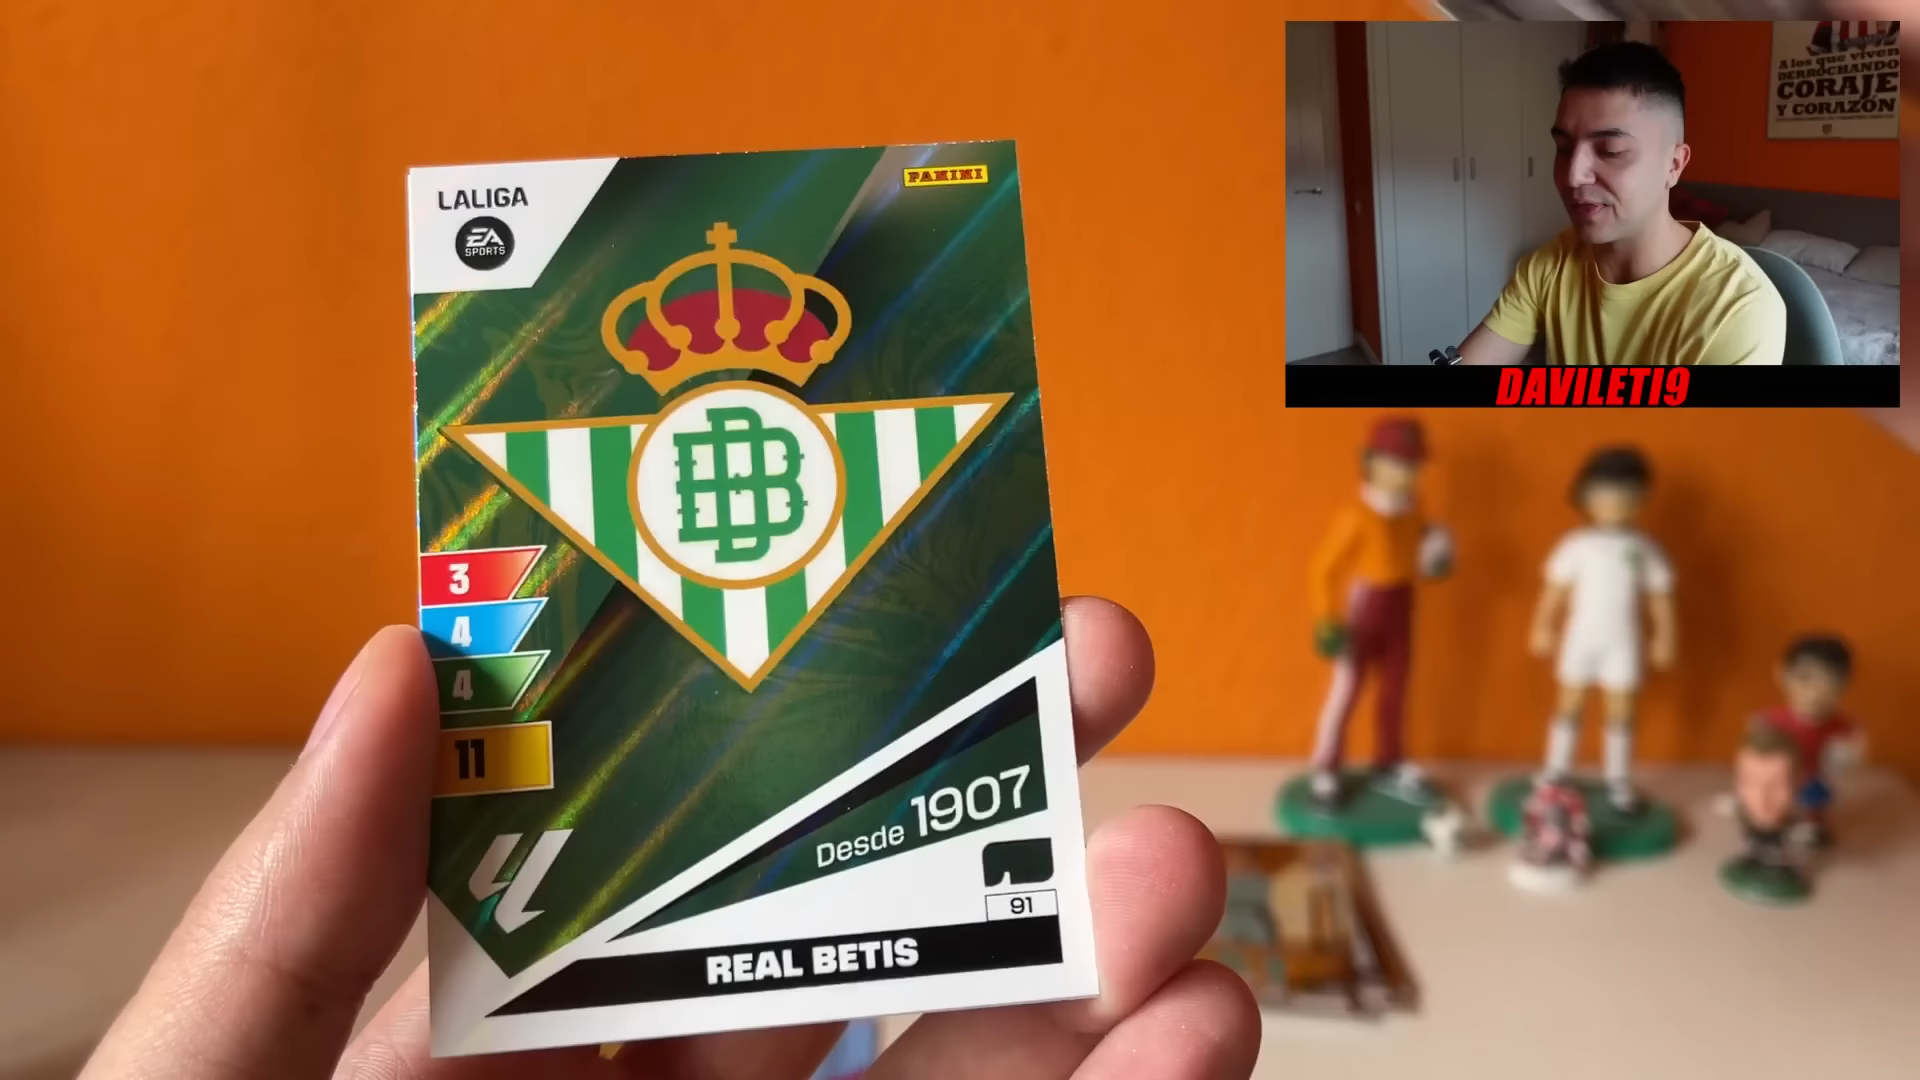 LALIGA
EA
SPORTS
PANINI
3
4
4
11
Desde 1907
91
REAL BETIS
A los que viven
DERROCHANDO
CORAJE
Y CORAZÓN
DAVILETI9